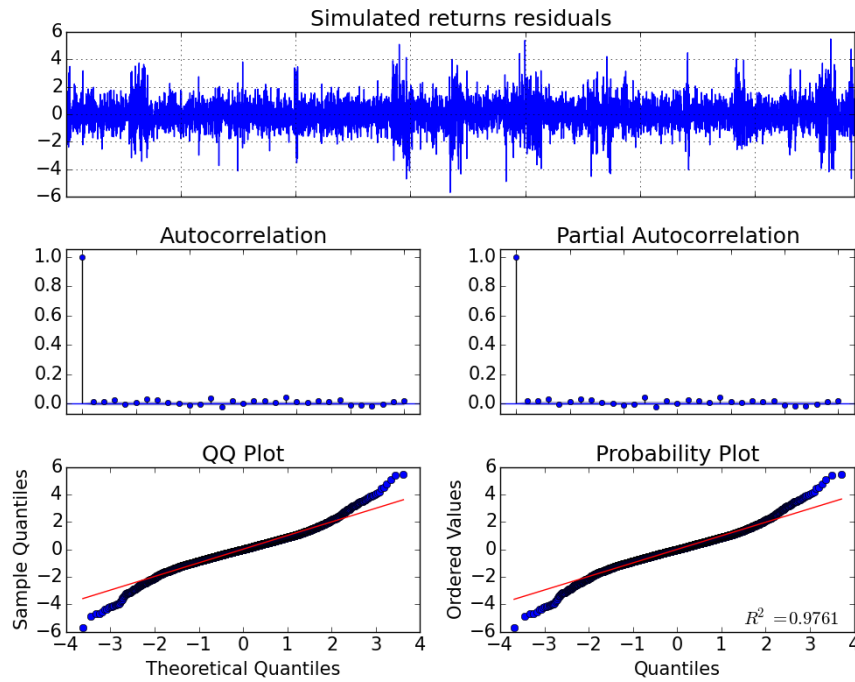 Simulated returns residuals
6
4
2
0
−2
−4
−6
Autocorrelation
1.0
0.8
0.6
0.4
0.2
0.0
Partial Autocorrelation
1.0
0.8
0.6
0.4
0.2
0.0
QQ Plot
Sample Quantiles
6
4
2
0
−2
−4
−6
−4 −3 −2 −1 0 1 2 3 4
Theoretical Quantiles
Probability Plot
Ordered Values
6
4
2
0
−2
−4
−6
R² =0.9761
−4 −3 −2 −1 0 1 2 3 4
Quantiles